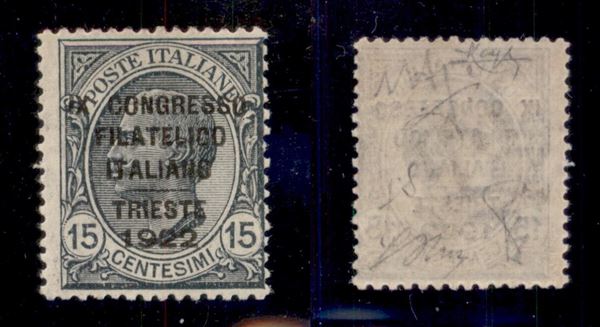 POSTE ITALIANE
IX CONGRESSO
FILATELICO
ITALIANO
TRIESTE
1922
15 15
CENTESIMI